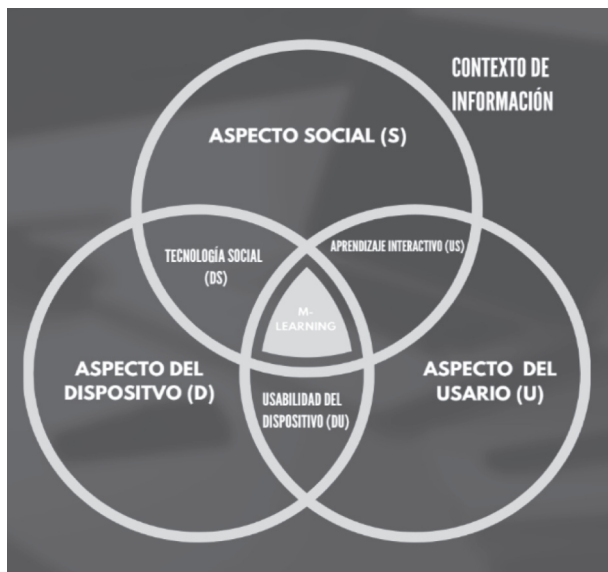 CONTEXTO DE
INFORMACIÓN
ASPECTO SOCIAL (S)
TECNOLOGÍA SOCIAL
(DS)
APRENDIZAJE INTERACTIVO (US)
M-
LEARNING
ASPECTO DEL
DISPOSITVO (D)
ASPECTO DEL
USARIO (U)
USABILIDAD DEL
DISPOSITIVO (DU)